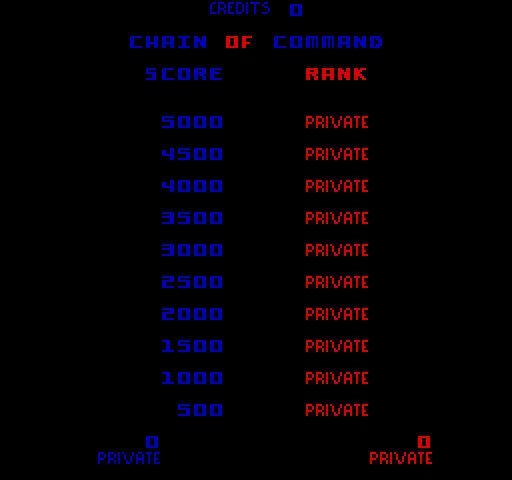 CREDITS 0
CHAIN OF COMMAND
SCORE RANK
5000 PRIVATE
4500 PRIVATE
4000 PRIVATE
3500 PRIVATE
3000 PRIVATE
2500 PRIVATE
2000 PRIVATE
1500 PRIVATE
1000 PRIVATE
500 PRIVATE
0 0
PRIVATE PRIVATE